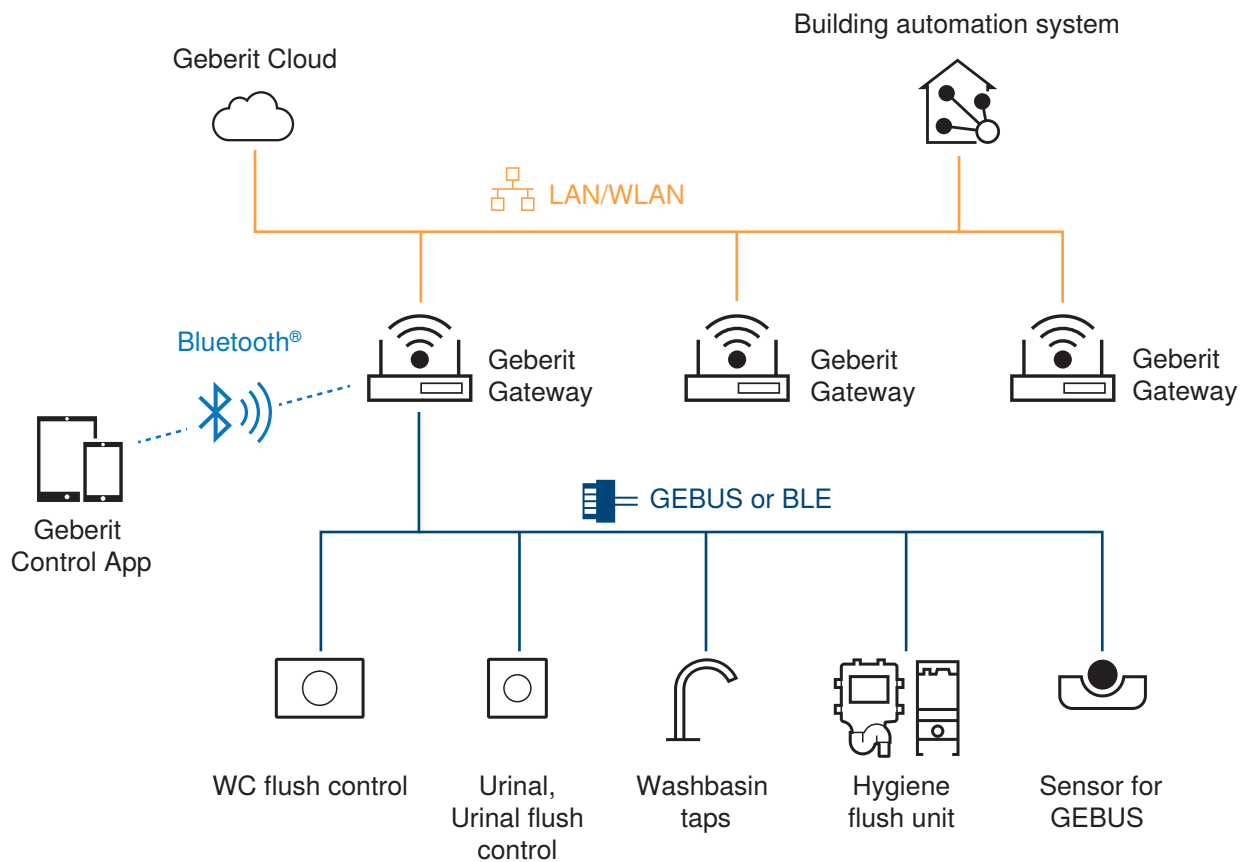 Building automation system
Geberit Cloud
LAN/WLAN
Bluetooth®
Geberit
Gateway
Geberit
Gateway
Geberit
Gateway
GEBUS or BLE
Geberit
Control App
WC flush control
Urinal,
Urinal flush
control
Washbasin
taps
Hygiene
flush unit
Sensor for
GEBUS